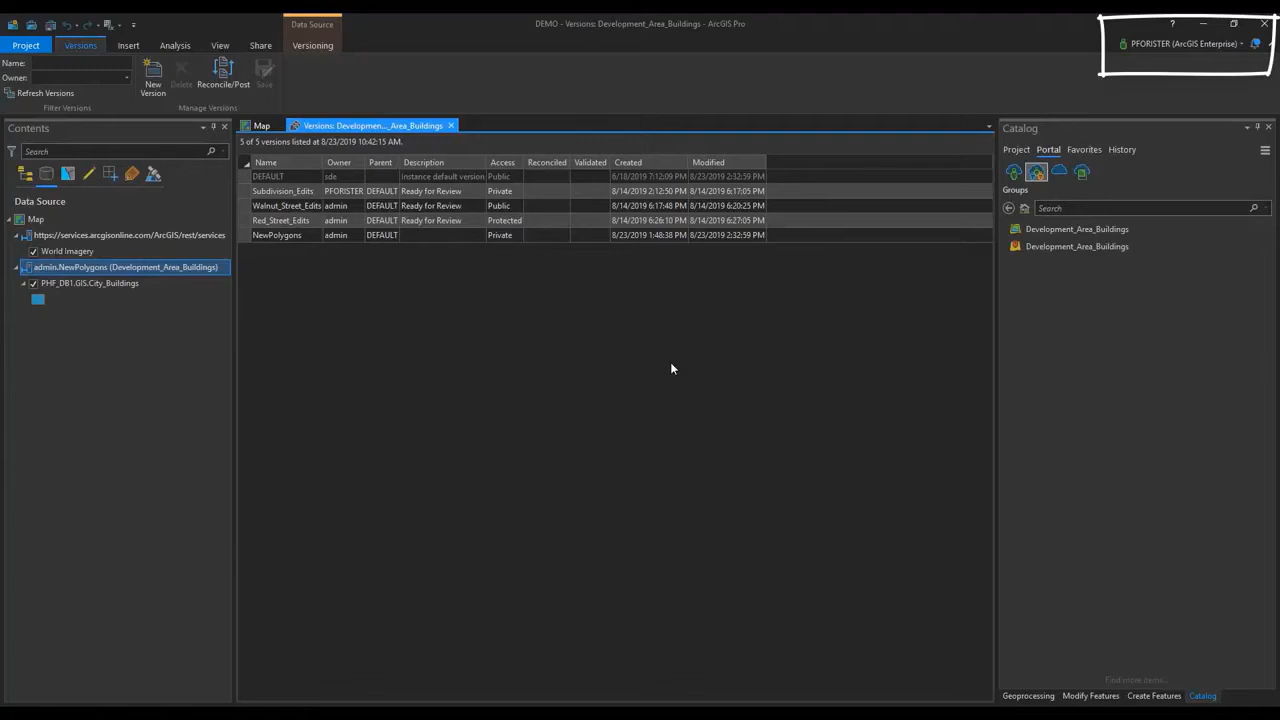 Data Source
DEMO - Versions: Development_Area_Buildings - ArcGIS Pro
?
Project Versions Insert Analysis View Share Versioning
PFORISTER (ArcGIS Enterprise)
Name:
Owner:
Refresh Versions
Filter Versions
New Version
Delete
Reconcile/Post
Save
Manage Versions
Contents
Search
Data Source
Map
https://services.arcgisonline.com/ArcGIS/rest/services
World Imagery
admin.NewPolygons (Development_Area_Buildings)
PHF_DB1.GIS.City_Buildings
Map
Versions: Developmen..._Area_Buildings
5 of 5 versions listed at 8/23/2019 10:42:15 AM.
Name Owner Parent Description Access Reconciled Validated Created Modified
DEFAULT sde Instance default version Public 6/18/2019 7:12:09 PM 8/23/2019 2:32:59 PM
Subdivision_Edits PFORISTER DEFAULT Ready for Review Private 8/14/2019 2:12:50 PM 8/14/2019 6:17:05 PM
Walnut_Street_Edits admin DEFAULT Ready for Review Public 8/14/2019 6:17:48 PM 8/14/2019 6:20:25 PM
Red_Street_Edits admin DEFAULT Ready for Review Protected 8/14/2019 6:26:10 PM 8/14/2019 6:27:05 PM
NewPolygons admin DEFAULT Private 8/23/2019 1:48:38 PM 8/23/2019 2:32:59 PM
Catalog
Project Portal Favorites History
Groups
Search
Development_Area_Buildings
Development_Area_Buildings
Find more items...
Geoprocessing Modify Features Create Features Catalog